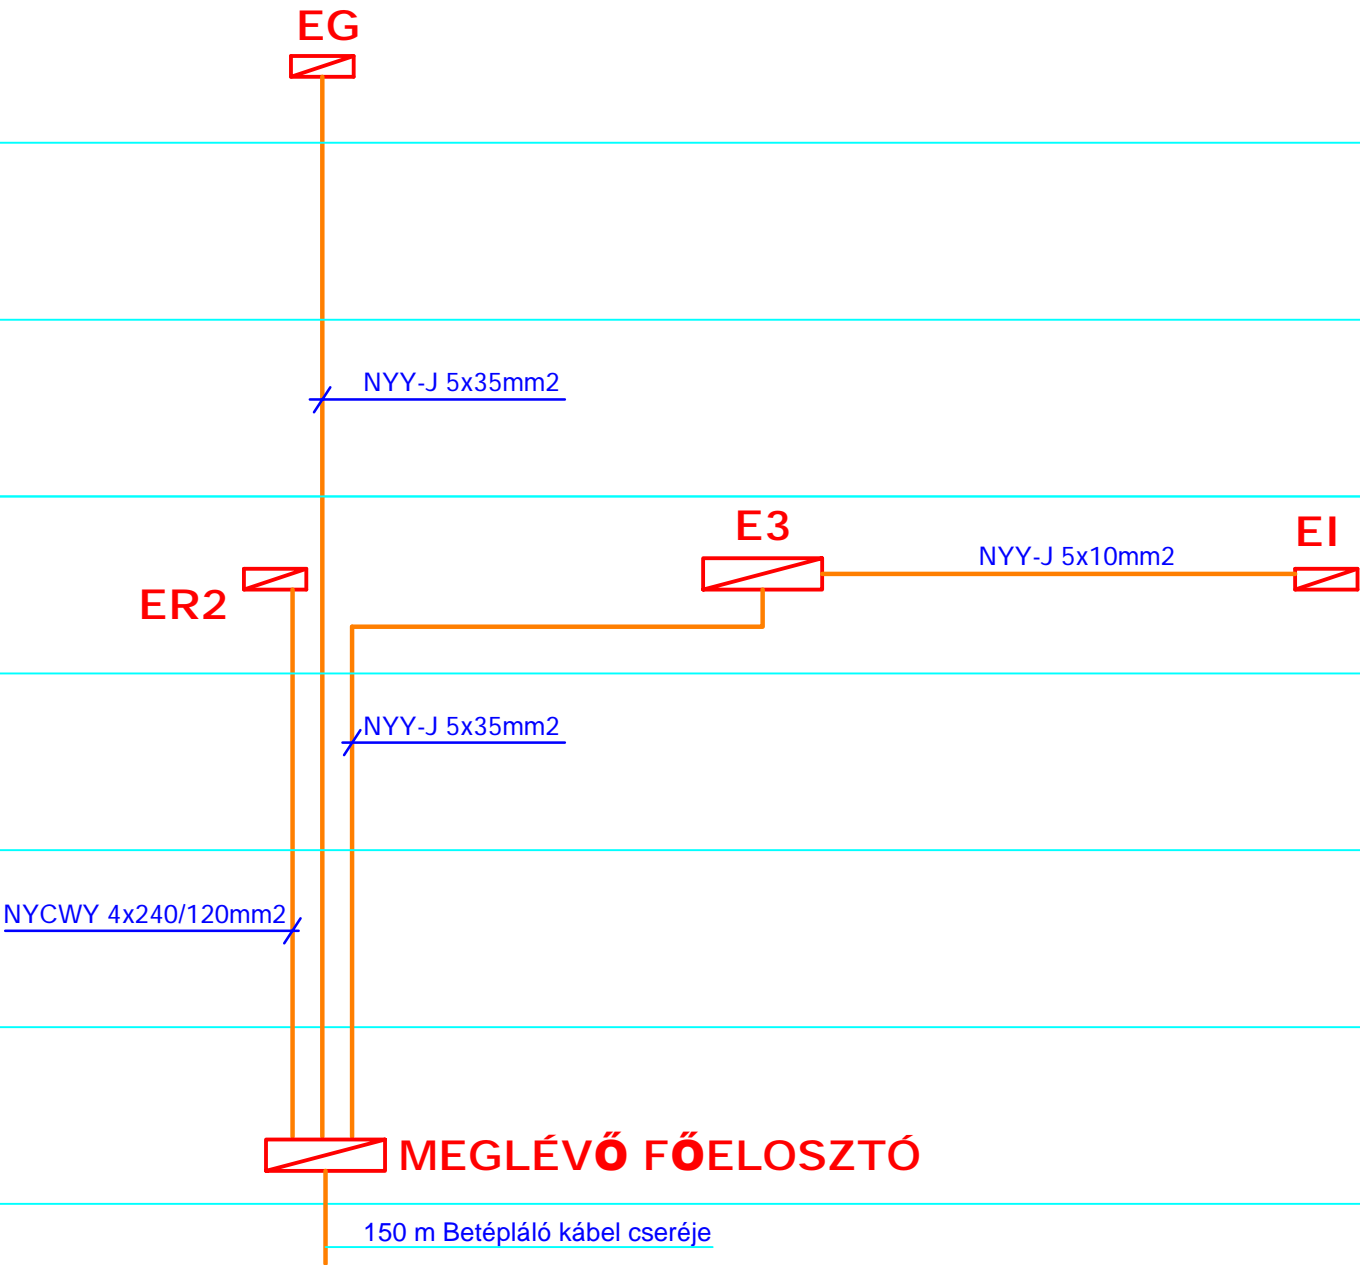 EG
NYY-J 5x35mm2
E3
EI
NYY-J 5x10mm2
ER2
NYY-J 5x35mm2
NYCWY 4x240/120mm2
MEGLÉVŐ FŐELOSZTÓ
150 m Betépláló kábel cseréje